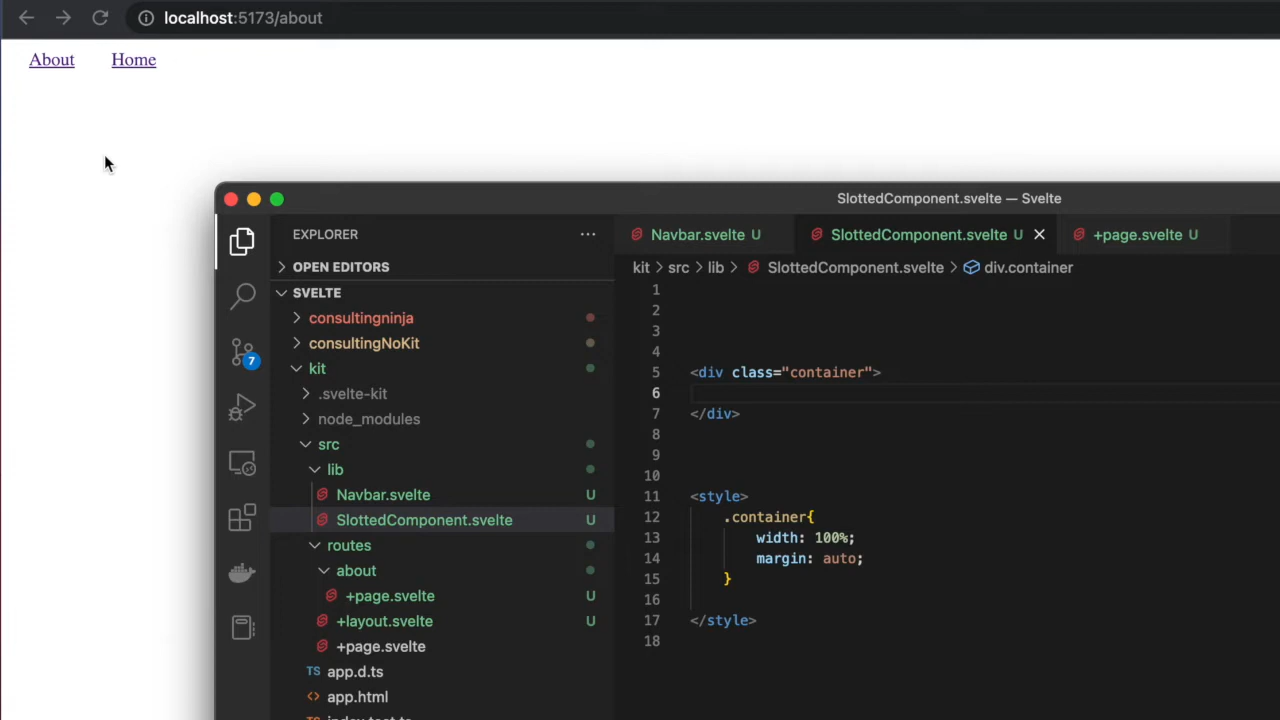 localhost:5173/about
About Home
SlottedComponent.svelte — Svelte
EXPLORER
OPEN EDITORS
SVELTE
consultingninja
consultingNoKit
kit
.svelte-kit
node_modules
src
lib
Navbar.svelte U
SlottedComponent.svelte U
routes
about
+page.svelte U
+layout.svelte U
+page.svelte
TS app.d.ts
<> app.html
7
Navbar.svelte U SlottedComponent.svelte U +page.svelte U
kit > src > lib > SlottedComponent.svelte > div.container
1
2
3
4
5 <div class="container">
6
7 </div>
8
9
10
11 <style>
12 .container{
13 width: 100%;
14 margin: auto;
15 }
16
17 </style>
18